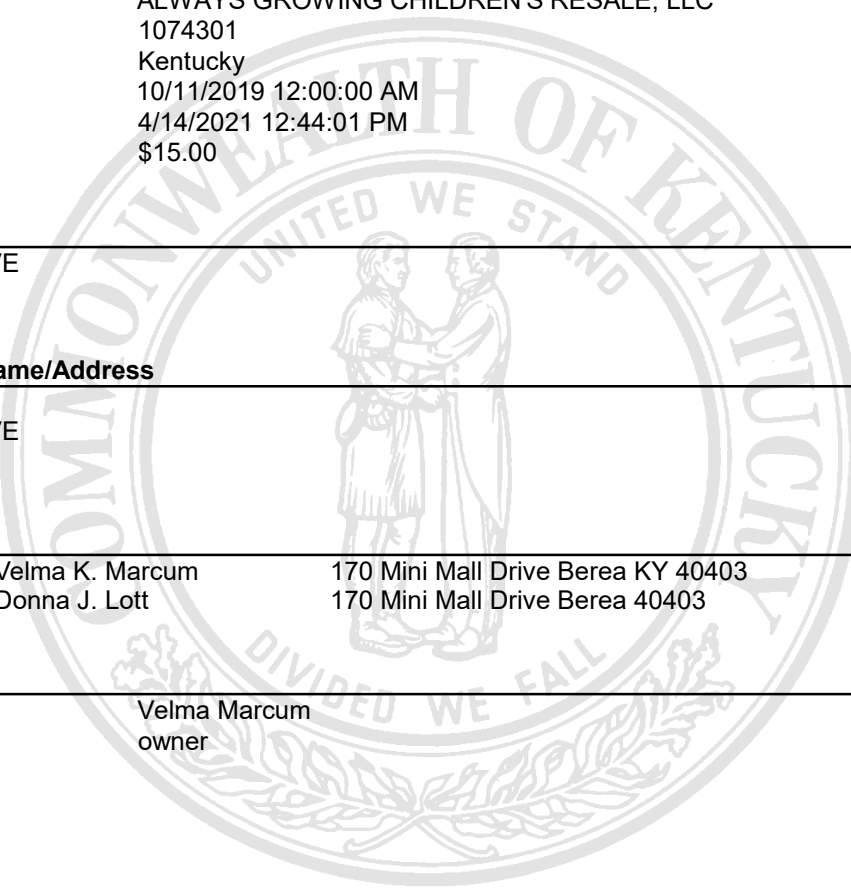 ALWAYS GROWING CHILDREN'S RESALE, LLC
1074301
Kentucky
10/11/2019 12:00:00 AM
4/14/2021 12:44:01 PM
$15.00
COMMONWEALTH OF KENTUCKY
UNITED WE STAND
VE
ame/Address
VE
Velma K. Marcum 170 Mini Mall Drive Berea KY 40403
Donna J. Lott 170 Mini Mall Drive Berea 40403
DIVIDED WE FALL
Velma Marcum
owner